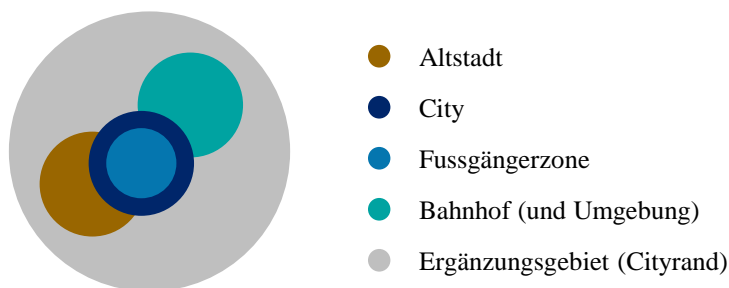 Altstadt
City
Fussgängerzone
Bahnhof (und Umgebung)
Ergänzungsgebiet (Cityrand)